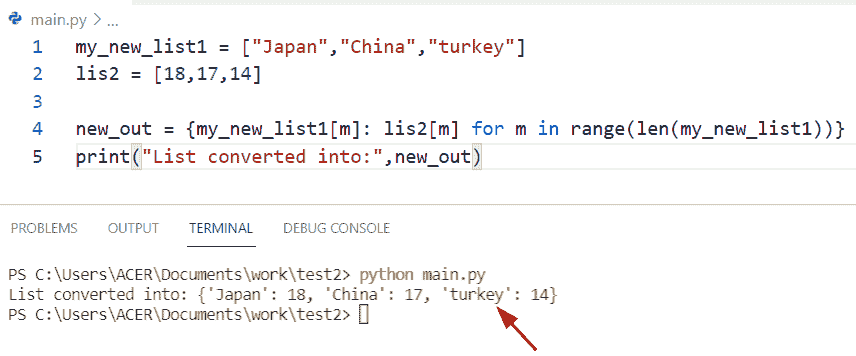 main.py > ...
1 my_new_list1 = ["Japan","China","turkey"]
2 lis2 = [18,17,14]
3
4 new_out = {my_new_list1[m]: lis2[m] for m in range(len(my_new_list1))}
5 print("List converted into:",new_out)
PROBLEMS OUTPUT TERMINAL DEBUG CONSOLE
PS C:\Users\ACER\Documents\work\test2> python main.py
List converted into: {'Japan': 18, 'China': 17, 'turkey': 14}
PS C:\Users\ACER\Documents\work\test2>